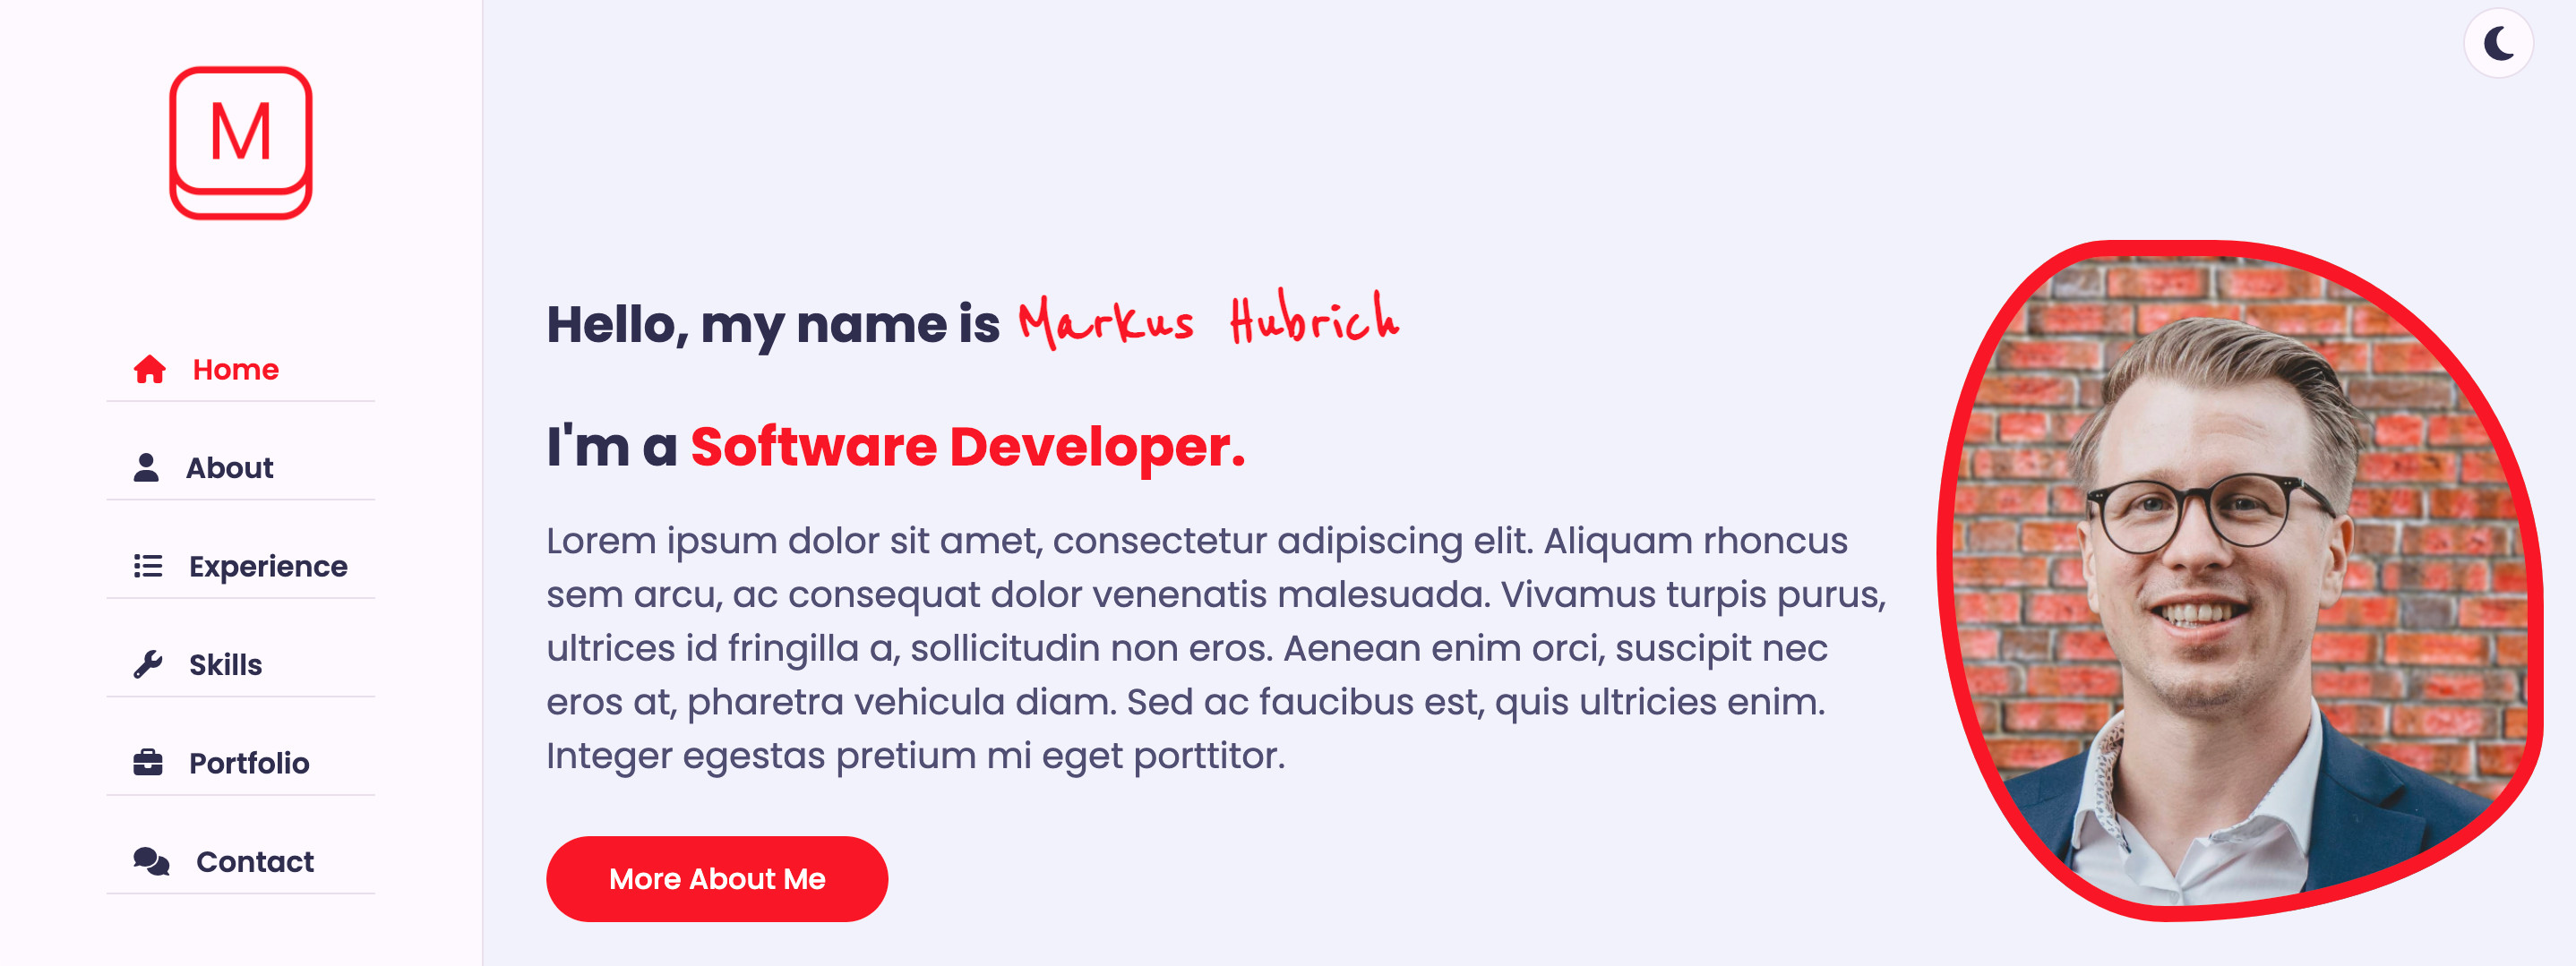 M
Home
About
Experience
Skills
Portfolio
Contact
Hello, my name is Markus Hubrich
I'm a Software Developer.
Lorem ipsum dolor sit amet, consectetur adipiscing elit. Aliquam rhoncus
sem arcu, ac consequat dolor venenatis malesuada. Vivamus turpis purus,
ultrices id fringilla a, sollicitudin non eros. Aenean enim orci, suscipit nec
eros at, pharetra vehicula diam. Sed ac faucibus est, quis ultricies enim.
Integer egestas pretium mi eget porttitor.
More About Me